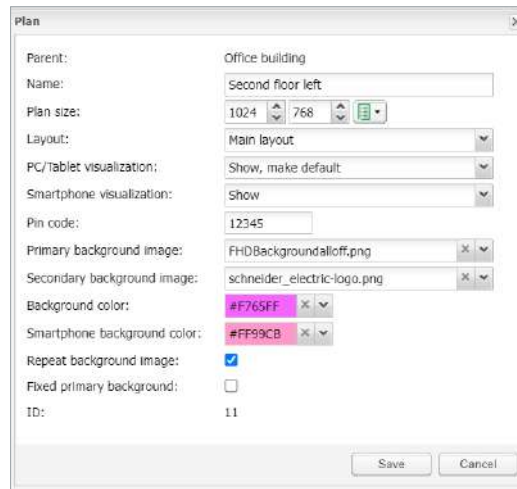 Plan
Parent: Office building
Name: Second floor left
Plan size: 1024 768
Layout: Main layout
PC/Tablet visualization: Show, make default
Smartphone visualization: Show
Pin code: 12345
Primary background image: FHDBackgroundalloff.png
Secondary background image: schneider_electric-logo.png
Background color: #F765FF
Smartphone background color: #FF99CB
Repeat background image:
Fixed primary background:
ID: 11
Save Cancel